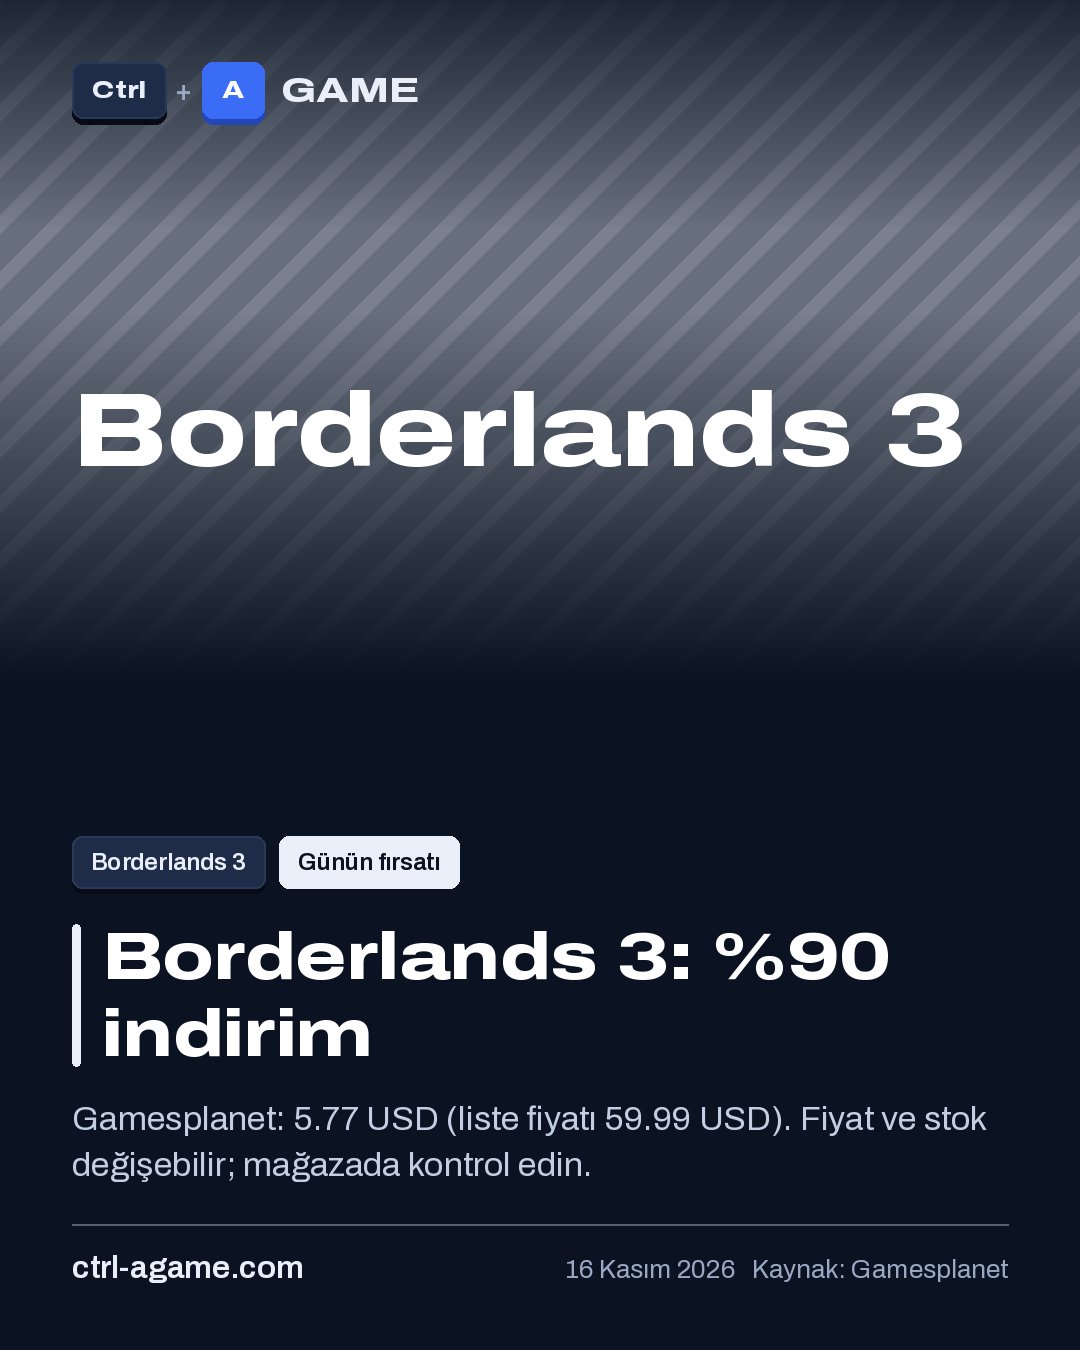 Ctrl + A GAME
Borderlands 3
Borderlands 3 Günün fırsatı
Borderlands 3: %90
indirim
Gamesplanet: 5.77 USD (liste fiyatı 59.99 USD). Fiyat ve stok
değişebilir; mağazada kontrol edin.
ctrl-agame.com 16 Kasım 2026 Kaynak: Gamesplanet